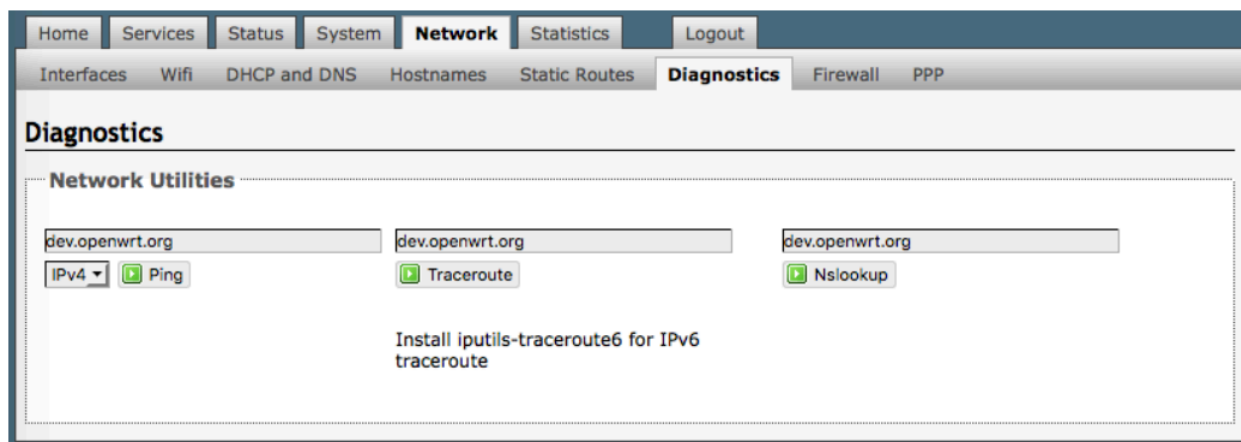 Home Services Status System Network Statistics Logout
Interfaces Wifi DHCP and DNS Hostnames Static Routes Diagnostics Firewall PPP
Diagnostics
Network Utilities
dev.openwrt.org dev.openwrt.org dev.openwrt.org
IPv4 Ping Traceroute Nslookup
Install iputils-traceroute6 for IPv6
traceroute